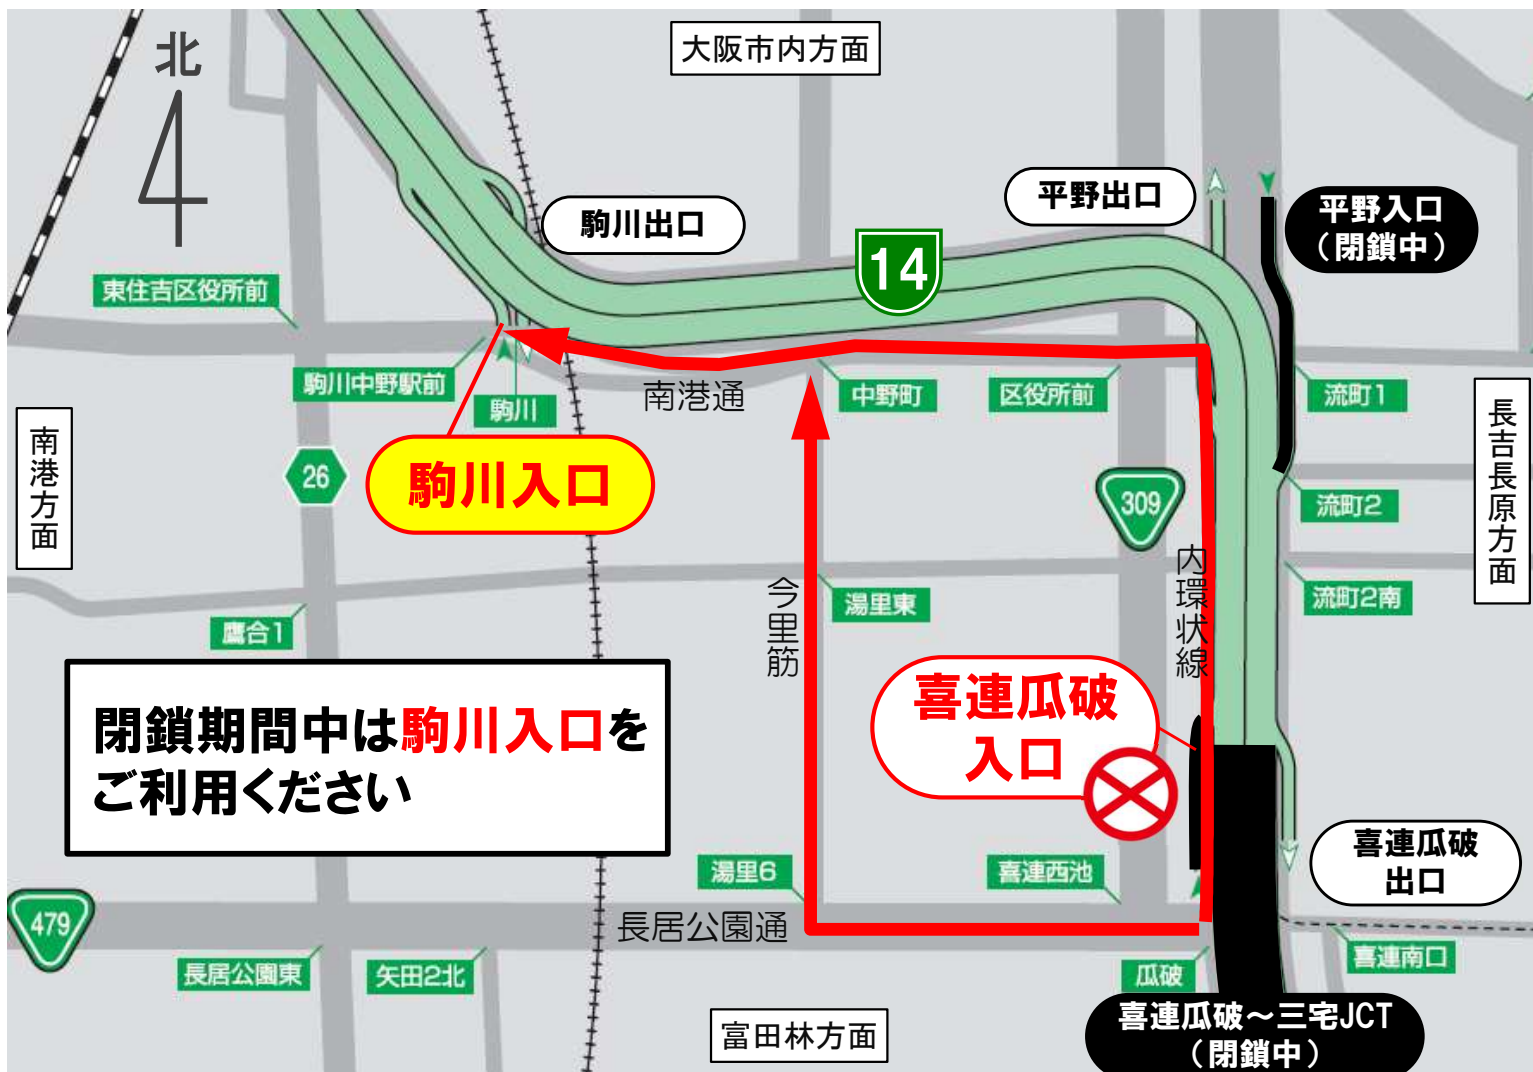 北
大阪市内方面
駒川出口
平野出口
平野入口
（閉鎖中）
14
東住吉区役所前
駒川中野駅前
駒川
南港通
中野町
区役所前
流町1
南港方面
26
駒川入口
309
流町2
長吉長原方面
今里筋
湯里東
内環状線
流町2南
鷹合1
閉鎖期間中は駒川入口を
ご利用ください
喜連瓜破
入口
喜連瓜破
出口
湯里6
喜連西池
479
長居公園通
長居公園東
矢田2北
瓜破
喜連南口
富田林方面
喜連瓜破～三宅JCT
（閉鎖中）